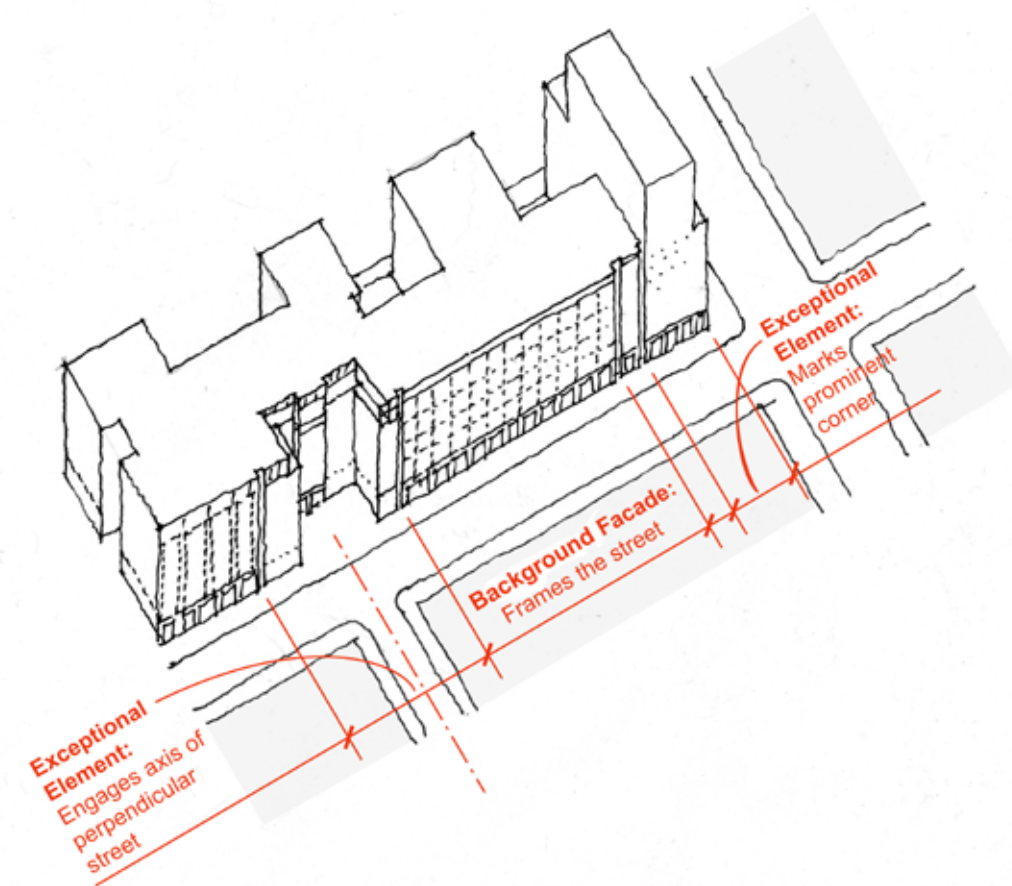 Exceptional
Element:
Marks
prominent
corner
Background Facade:
Frames the street
Exceptional
Element:
Engages axis of
perpendicular
street